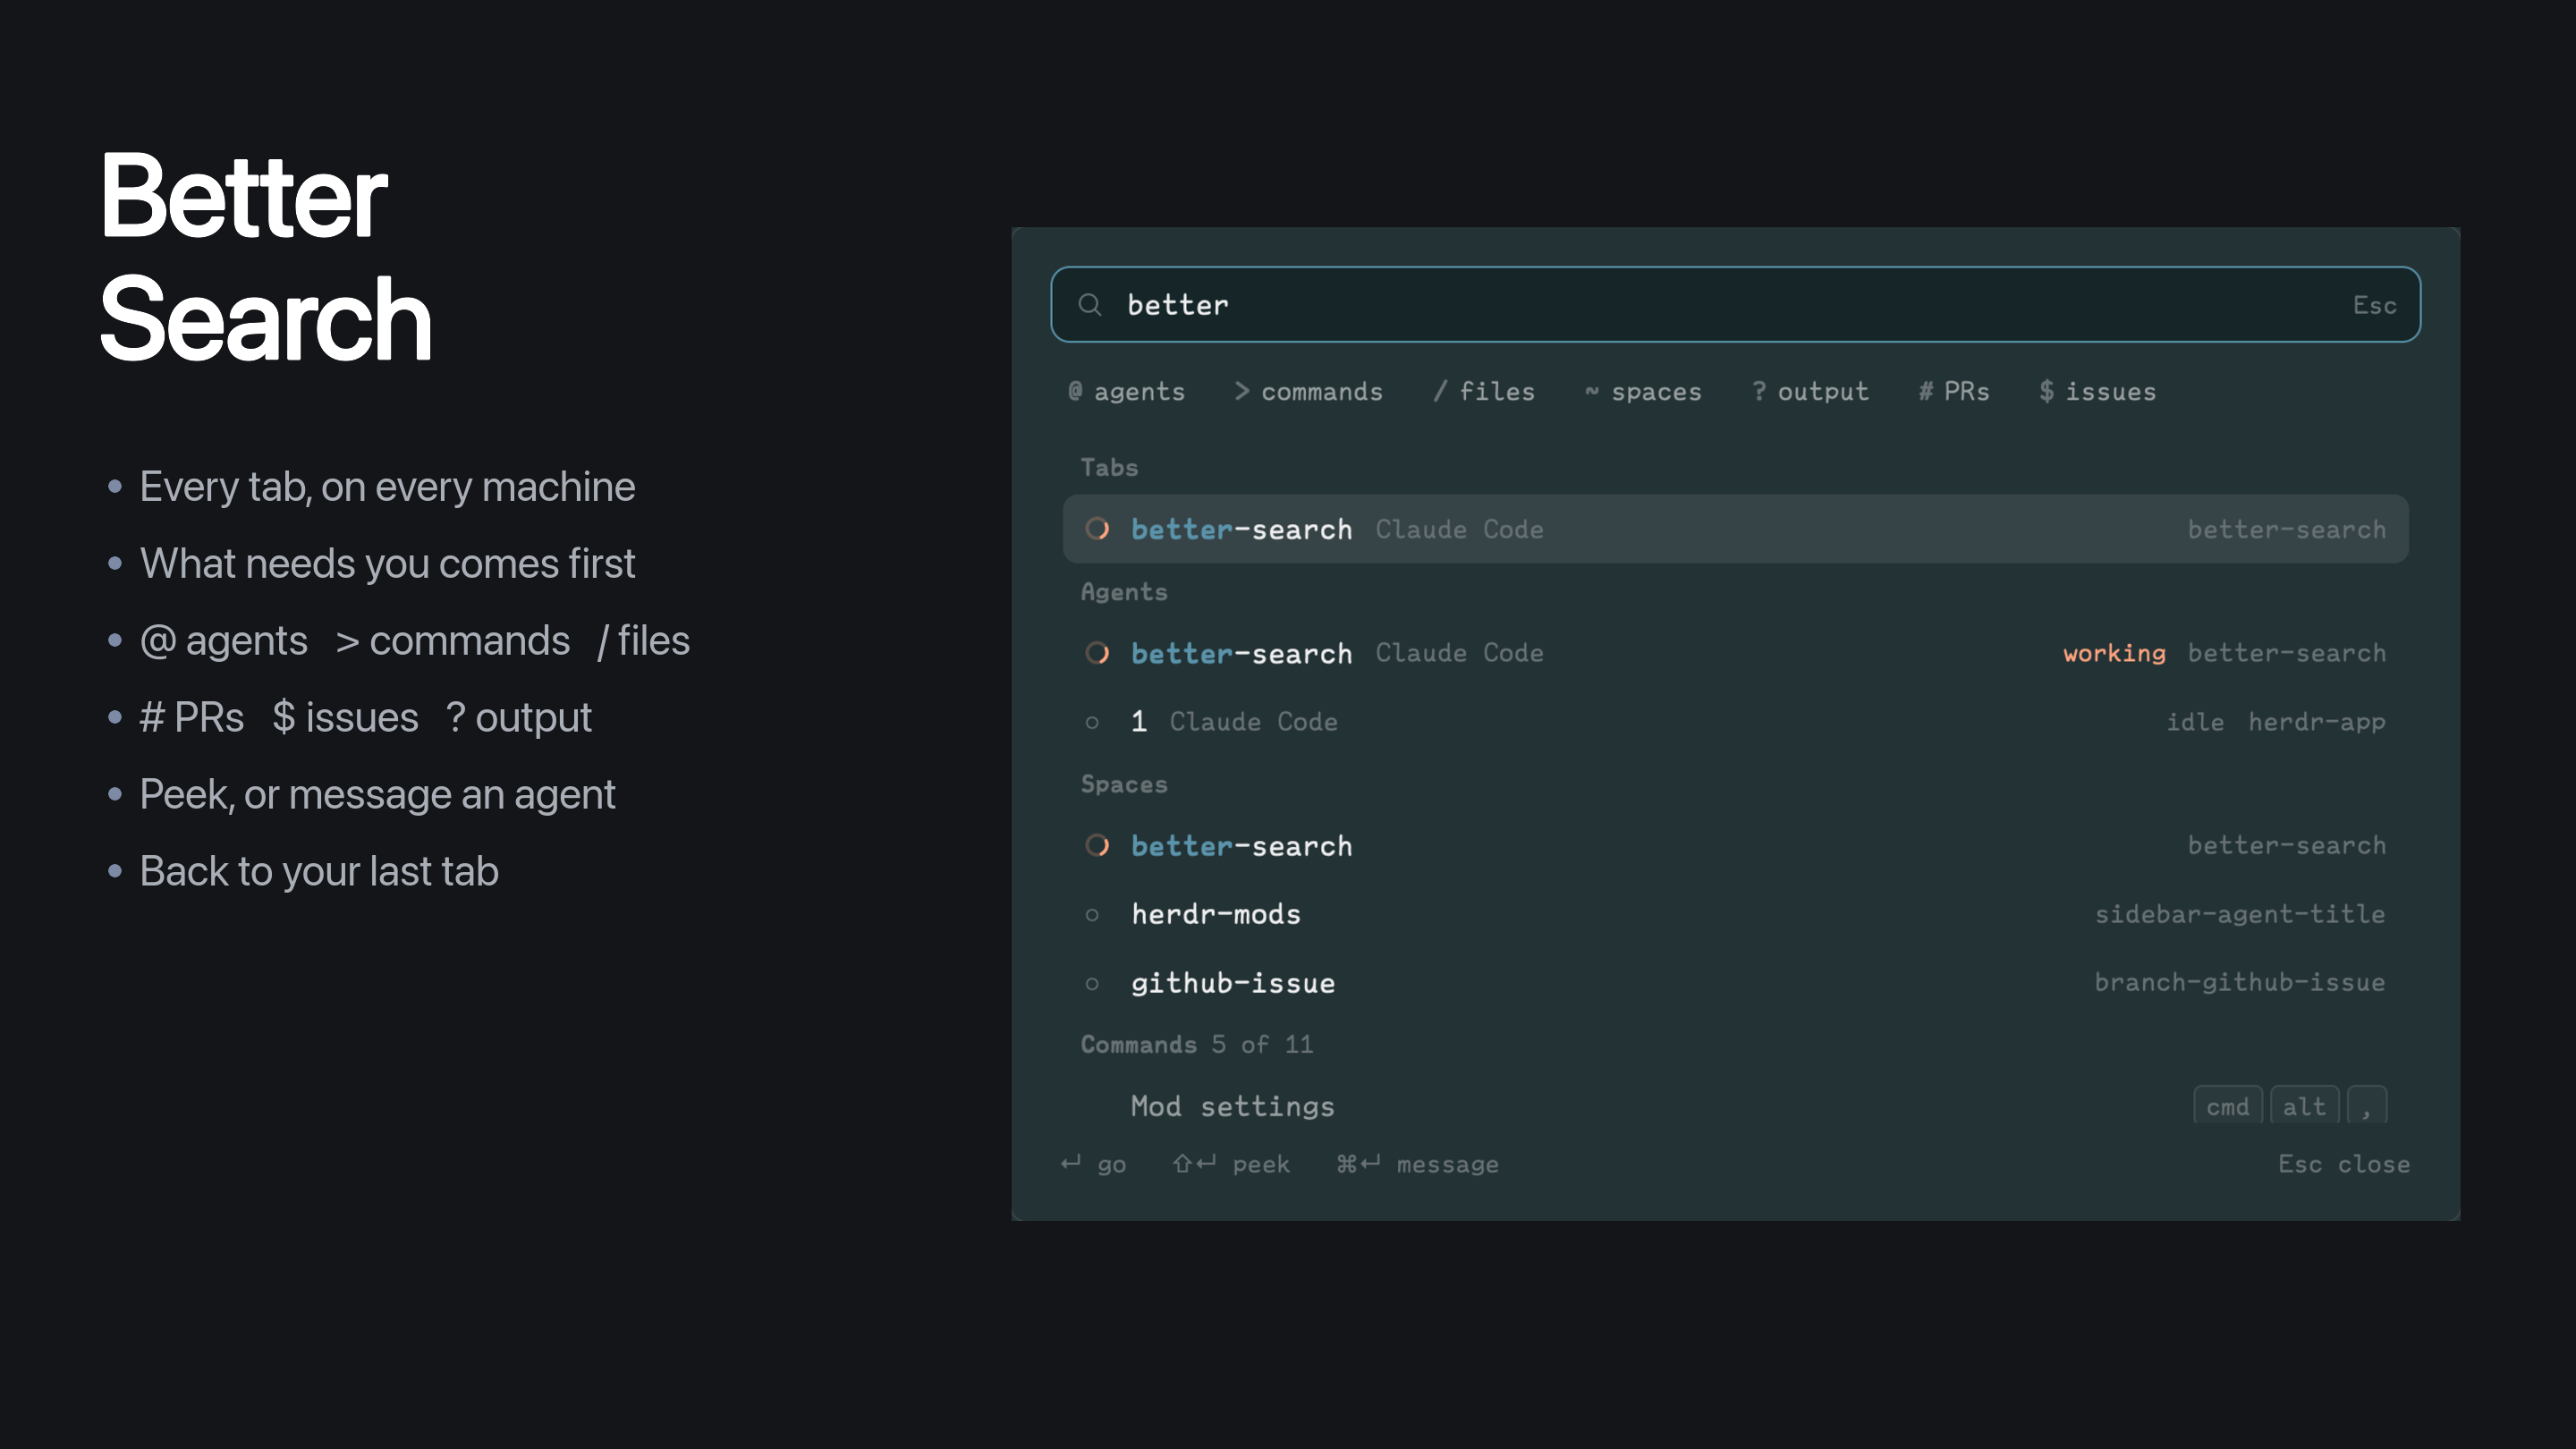 Better
Search
Every tab, on every machine
What needs you comes first
@ agents > commands / files
# PRs $ issues ? output
Peek, or message an agent
Back to your last tab
better Esc
@ agents > commands / files ~ spaces ? output # PRs $ issues
Tabs
better-search Claude Code better-search
Agents
better-search Claude Code working better-search
1 Claude Code idle herdr-app
Spaces
better-search better-search
herdr-mods sidebar-agent-title
github-issue branch-github-issue
Commands 5 of 11
Mod settings cmd alt ,
↵ go ⇧↵ peek ⌘↵ message Esc close